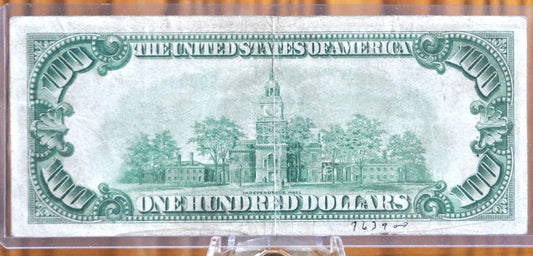 THE UNITED STATES OF AMERICA
100 100
INDEPENDENCE HALL
100 ONE HUNDRED DOLLARS 100